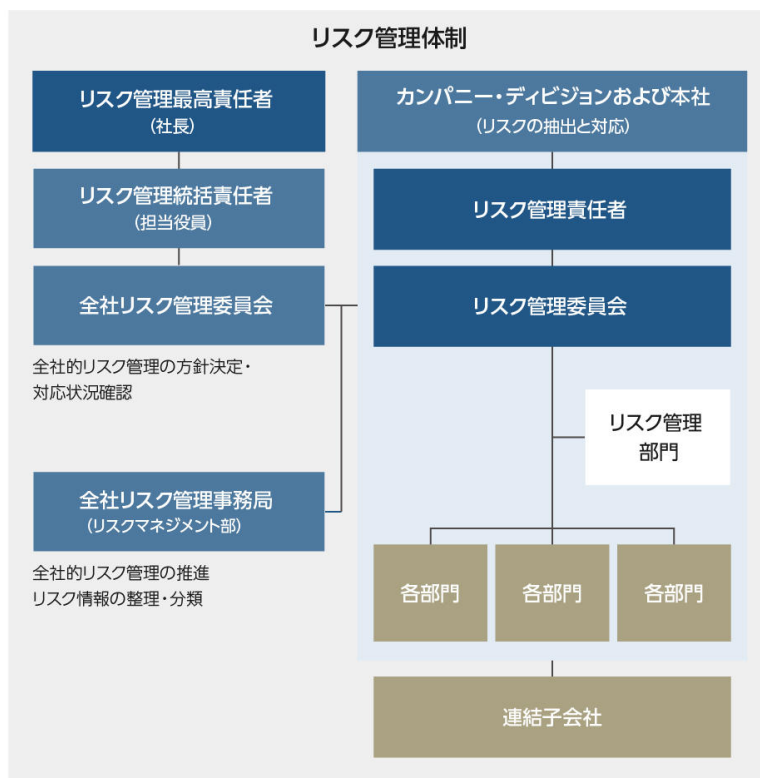 リスク管理体制
リスク管理最高責任者
（社長）
リスク管理統括責任者
（担当役員）
全社リスク管理委員会
全社的リスク管理の方針決定・
対応状況確認
全社リスク管理事務局
（リスクマネジメント部）
全社的リスク管理の推進
リスク情報の整理・分類
カンパニー・ディビジョンおよび本社
（リスクの抽出と対応）
リスク管理責任者
リスク管理委員会
リスク管理
部門
各部門
各部門
各部門
連結子会社